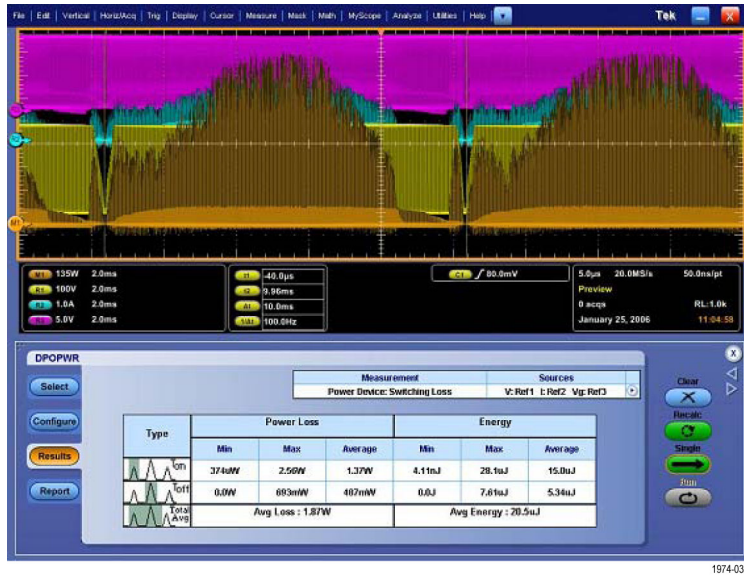 File | Edit | Vertical | Horiz/Acq | Trig | Display | Cursor | Measure | Mask | Math | MyScope | Analyze | Utilities | Help
Tek
M1
M1 135W 2.0ms
R1 100V 2.0ms
R2 1.0A 2.0ms
R3 5.0V 2.0ms
t1 -40.0µs
t2 9.96ms
Δt 10.0ms
1/Δt 100.0Hz
C1 80.0mV
5.0µs 20.0MS/s 50.0ns/pt
Preview
0 acqs RL:1.0k
January 25, 2006 11:04:58
DPOPWR
Select
Configure
Results
Report
Measurement Sources
Power Device: Switching Loss V: Ref1 I: Ref2 Vg: Ref3
Type Power Loss Energy
Min Max Average Min Max Average
Ton 374uW 2.56W 1.37W 4.11nJ 28.1uJ 15.0uJ
Toff 0.0W 693mW 487mW 0.0J 7.61uJ 5.34uJ
Total Avg Avg Loss : 1.87W Avg Energy : 20.5uJ
Clear
Recalc
Single
Run
1974-03